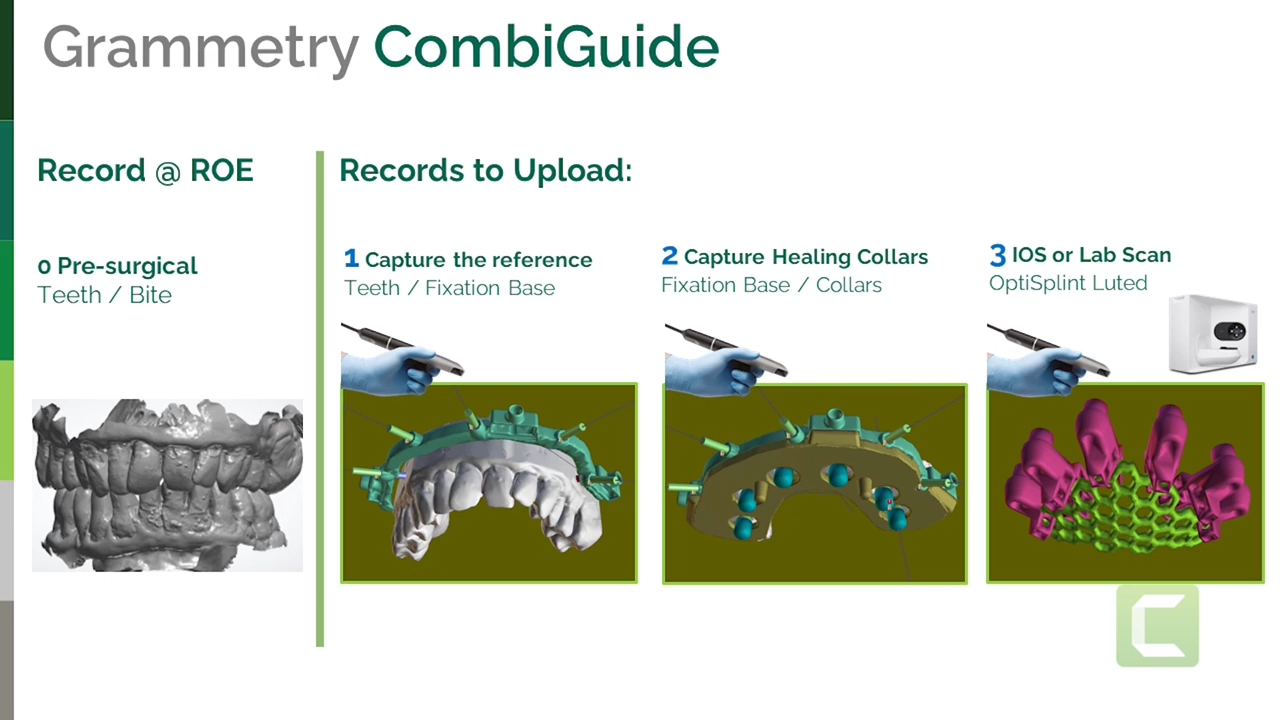 Grammetry CombiGuide
Record @ ROE
Records to Upload:
0 Pre-surgical
Teeth / Bite
1 Capture the reference
Teeth / Fixation Base
2 Capture Healing Collars
Fixation Base / Collars
3 IOS or Lab Scan
OptiSplint Luted